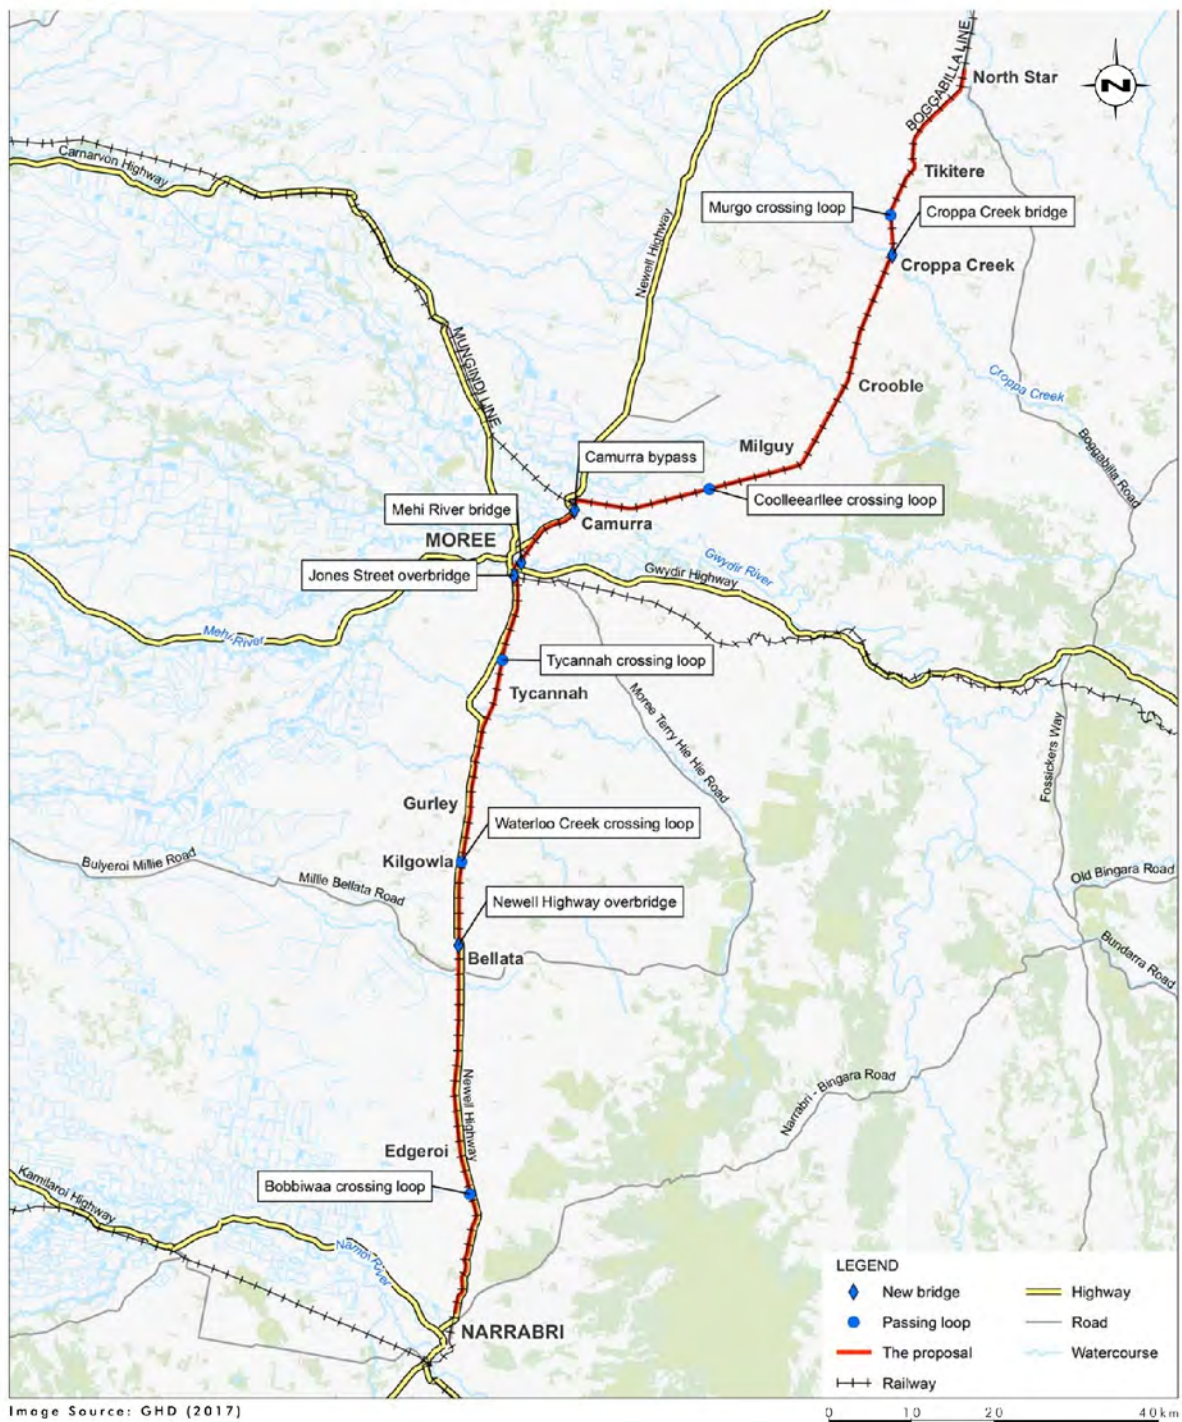 BOGGABILLA LINE
North Star
N
Carnarvon Highway
Tikitere
Murgo crossing loop
Croppa Creek bridge
Newell Highway
Croppa Creek
MUNGINDI LINE
Croppa Creek
Crooble
Milguy
Boggabilla Road
Camurra bypass
Mehi River bridge
Coolleearllee crossing loop
Camurra
MOREE
Gwydir River
Jones Street overbridge
Gwydir Highway
Mehi River
Tycannah crossing loop
Tycannah
Moree Terry Hie Hie Road
Fossickers Way
Gurley
Waterloo Creek crossing loop
Kilgowla
Bulyeroi Millie Road
Millie Bellata Road
Old Bingara Road
Newell Highway overbridge
Bellata
Bundarra Road
Newell Highway
Narrabri - Bingara Road
Edgeroi
Kamilaroi Highway
Bobbiwaa crossing loop
Namoi River
NARRABRI
LEGEND
New bridge
Highway
Passing loop
Road
The proposal
Watercourse
Railway
Image Source: GHD (2017)
0 10 20 40km